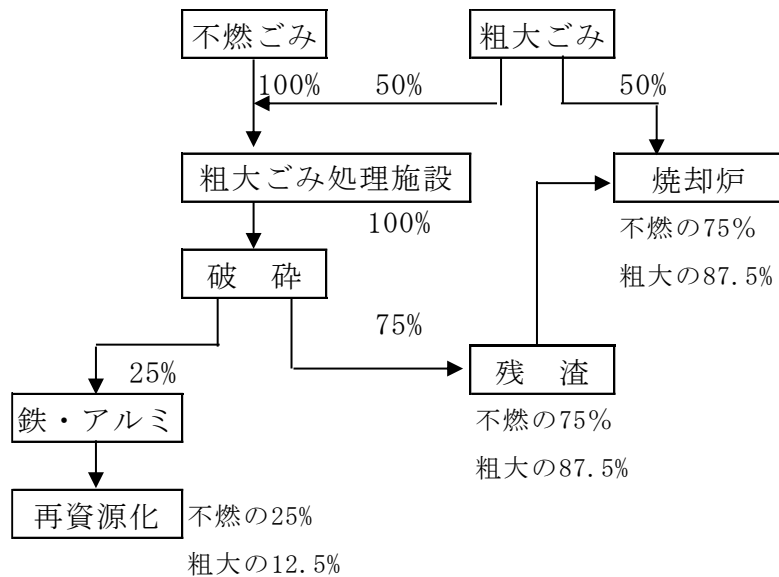 不燃ごみ
粗大ごみ
100%
50%
50%
粗大ごみ処理施設
焼却炉
100%
不燃の75%
粗大の87.5%
破　砕
75%
25%
残　渣
鉄・アルミ
不燃の75%
粗大の87.5%
再資源化
不燃の25%
粗大の12.5%